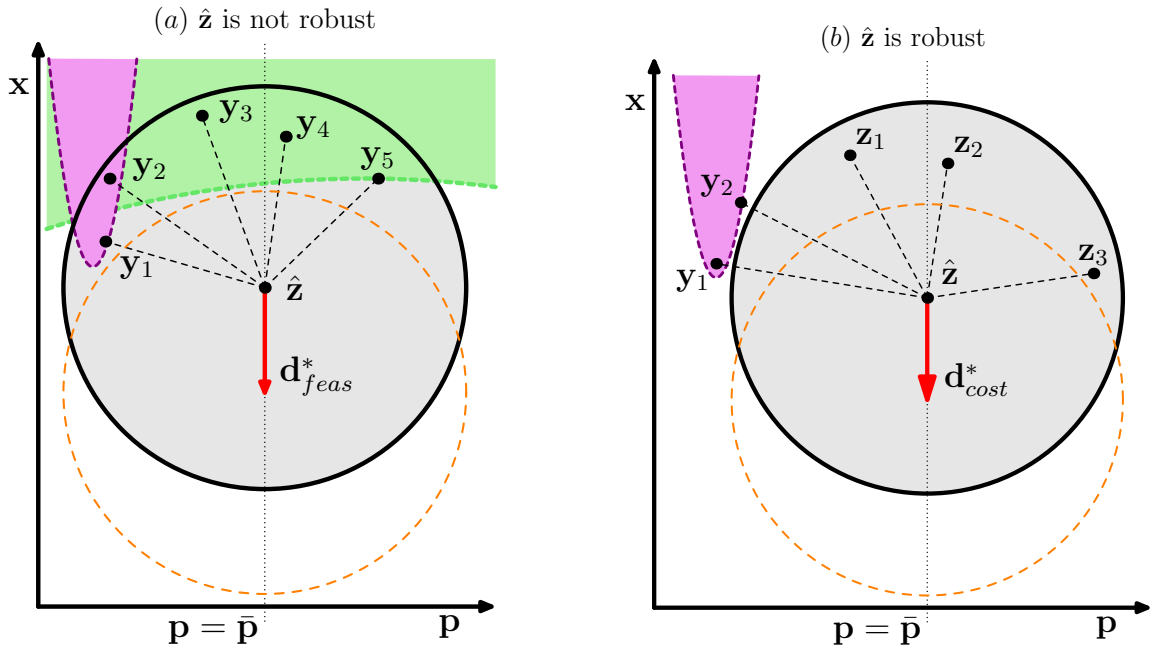 (a) ẑ is not robust
x
y₃
y₄
y₂
y₅
y₁
ẑ
d*feas
p = p̄
p
(b) ẑ is robust
x
z₁
z₂
y₂
z₃
y₁
ẑ
d*cost
p = p̄
p